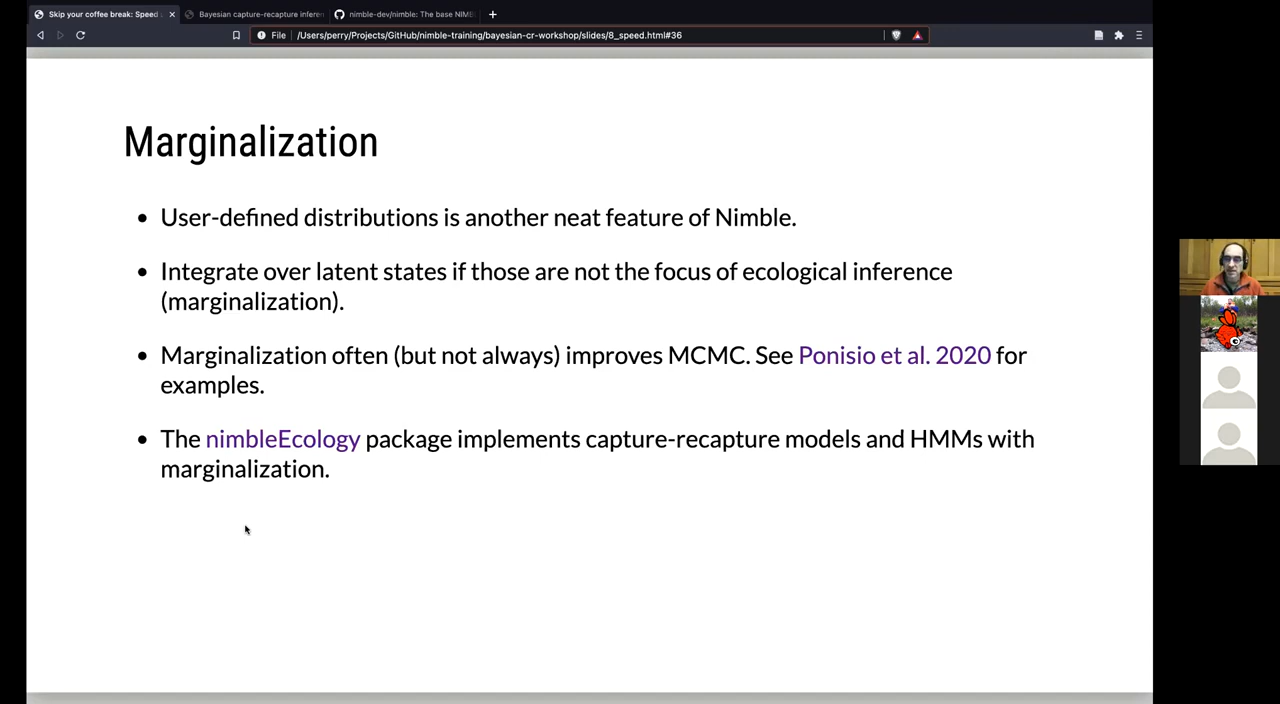 Skip your coffee break: Speed
Bayesian capture-recapture infere
nimble-dev/nimble: The base NIMB
File
/Users/perry/Projects/GitHub/nimble-training/bayesian-cr-workshop/slides/8_speed.html#36
Marginalization
• User-defined distributions is another neat feature of Nimble.
• Integrate over latent states if those are not the focus of ecological inference
(marginalization).
• Marginalization often (but not always) improves MCMC. See Ponisio et al. 2020 for
examples.
• The nimbleEcology package implements capture-recapture models and HMMs with
marginalization.